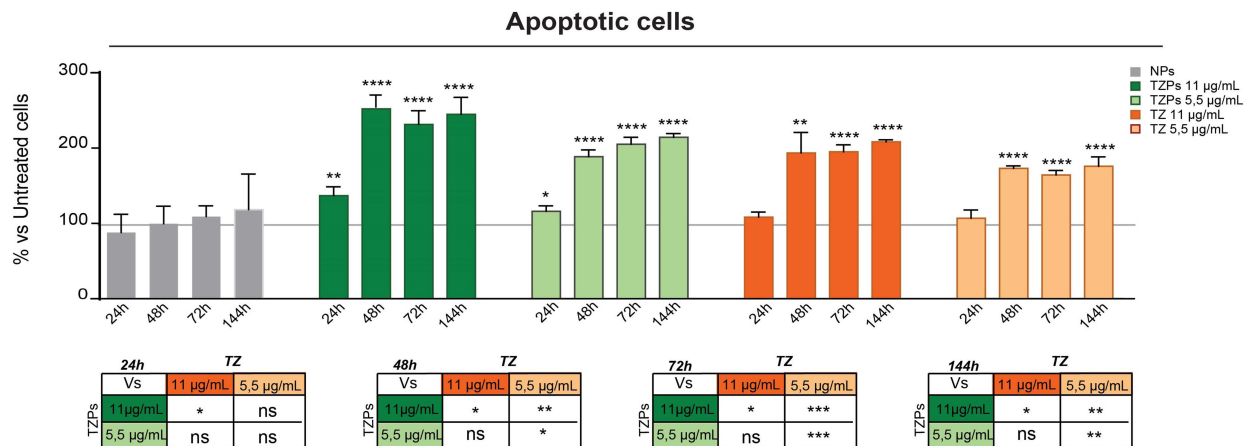 Apoptotic cells
% vs Untreated cells
300
200
100
0
** **** **** ****
* **** **** ****
** **** ****
**** **** ****
24h 48h 72h 144h
24h 48h 72h 144h
24h 48h 72h 144h
24h 48h 72h 144h
24h 48h 72h 144h
NPs
TZPs 11 µg/mL
TZPs 5,5 µg/mL
TZ 11 µg/mL
TZ 5,5 µg/mL
24h TZ
Vs 11 µg/mL 5,5 µg/mL
TZPs
11µg/mL * ns
5,5 µg/mL ns ns
48h TZ
Vs 11 µg/mL 5,5 µg/mL
TZPs
11µg/mL * **
5,5 µg/mL ns *
72h TZ
Vs 11 µg/mL 5,5 µg/mL
TZPs
11µg/mL * ***
5,5 µg/mL ns ***
144h TZ
Vs 11 µg/mL 5,5 µg/mL
TZPs
11µg/mL * **
5,5 µg/mL ns **